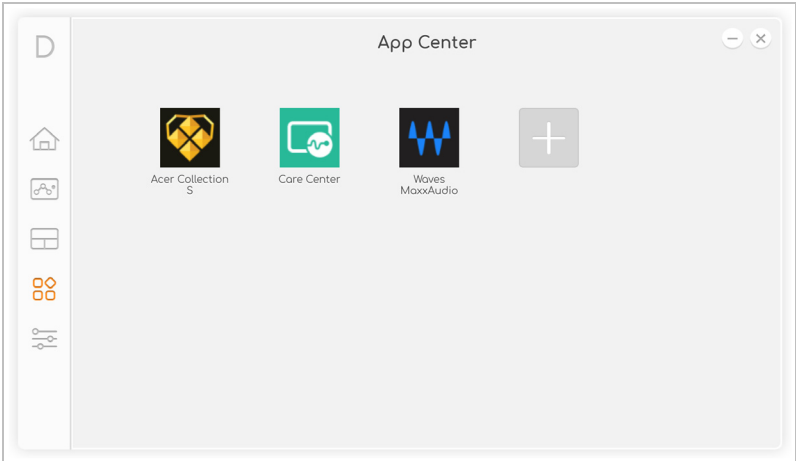 D
App Center
Acer Collection
S
Care Center
Waves
MaxxAudio